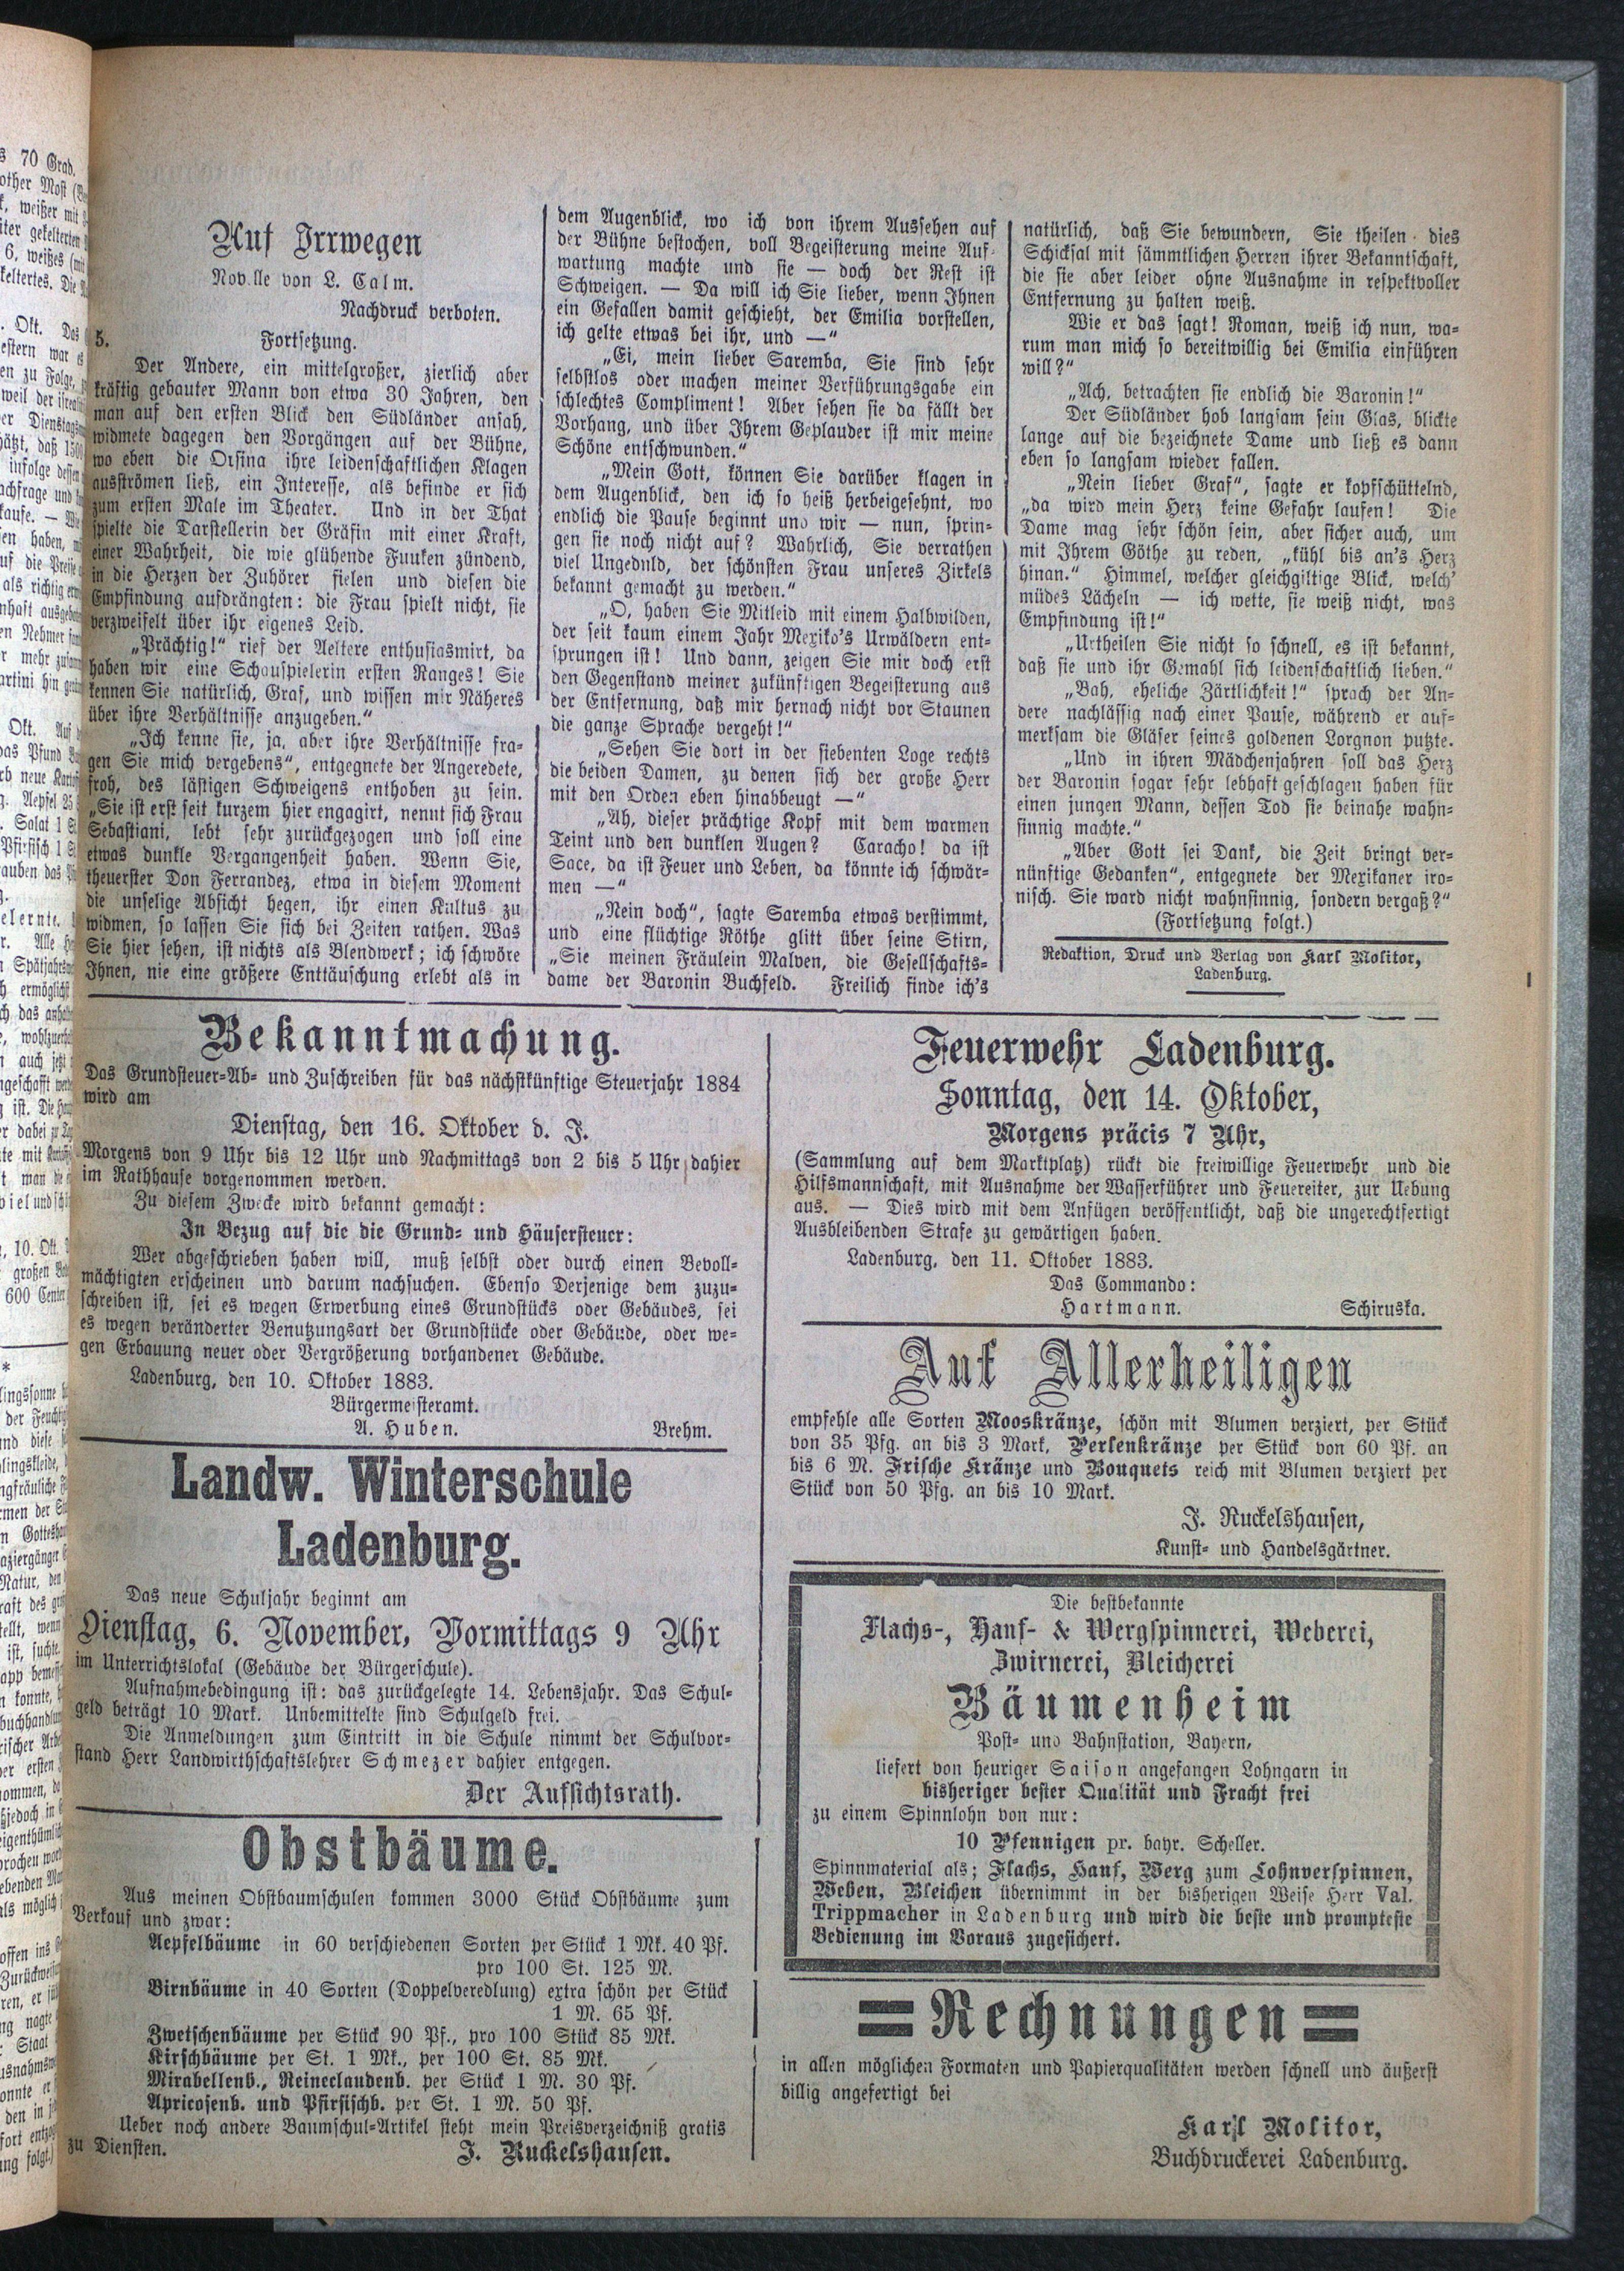 Auf Irrwegen
Nov.lle von L. Calm.
Nachdruck verboten.
5. Fortsetzung.
Der Andere, ein mittelgroßer, zierlich aber
kräftig gebauter Mann von etwa 30 Jahren, den
man auf den ersten Blick den Südländer ansah,
widmete dagegen den Vorgängen auf der Bühne,
wo eben die Orsina ihre leidenschaftlichen Klagen
ausströmen ließ, ein Interesse, als befinde er sich
zum ersten Male im Theater. Und in der That
spielte die Darstellerin der Gräfin mit einer Kraft,
einer Wahrheit, die wie glühende Fuuken zündend,
in die Herzen der Zuhörer fielen und diesen die
Empfindung aufdrängten: die Frau spielt nicht, sie
verzweifelt über ihr eigenes Leid.
„Prächtig!“ rief der Aeltere enthusiasmirt, da
haben wir eine Schauspielerin ersten Ranges! Sie
kennen Sie natürlich, Graf, und wissen mir Näheres
über ihre Verhältnisse anzugeben.“
„Ich kenne sie, ja, aber ihre Verhältnisse fra-
gen Sie mich vergebens“, entgegnete der Angeredete,
froh, des lästigen Schweigens enthoben zu sein.
„Sie ist erst seit kurzem hier engagirt, nennt sich Frau
Sebastiani, lebt sehr zurückgezogen und soll eine
etwas dunkle Vergangenheit haben. Wenn Sie,
theuerster Don Ferrandez, etwa in diesem Moment
die unselige Absicht hegen, ihr einen Kultus zu
widmen, so lassen Sie sich bei Zeiten rathen. Was
Sie hier sehen, ist nichts als Blendwerk; ich schwöre
Ihnen, nie eine größere Enttäuschung erlebt als in
dem Augenblick, wo ich von ihrem Aussehen auf
der Bühne bestochen, voll Begeisterung meine Auf-
wartung machte und sie — doch der Rest ist
Schweigen. — Da will ich Sie lieber, wenn Ihnen
ein Gefallen damit geschieht, der Emilia vorstellen,
ich gelte etwas bei ihr, und —“
„Ei, mein lieber Saremba, Sie sind sehr
selbstlos oder machen meiner Verführungsgabe ein
schlechtes Compliment! Aber sehen sie da fällt der
Vorhang, und über Ihrem Geplauder ist mir meine
Schöne entschwunden.“
„Mein Gott, können Sie darüber klagen in
dem Augenblick, den ich so heiß herbeigesehnt, wo
endlich die Pause beginnt und wir — nun, sprin-
gen sie noch nicht auf? Wahrlich, Sie verrathen
viel Ungeduld, der schönsten Frau unseres Zirkels
bekannt gemacht zu werden.“
„O, haben Sie Mitleid mit einem Halbwilden,
der seit kaum einem Jahr Mexiko's Urwäldern ent-
sprungen ist! Und dann, zeigen Sie mir doch erst
den Gegenstand meiner zukünftigen Begeisterung aus
der Entfernung, daß mir hernach nicht vor Staunen
die ganze Sprache vergeht!“
„Sehen Sie dort in der siebenten Loge rechts
die beiden Damen, zu denen sich der große Herr
mit den Orden eben hinabbeugt —“
„Ah, dieser prächtige Kopf mit dem warmen
Teint und den dunklen Augen? Caracho! da ist
Sace, da ist Feuer und Leben, da könnte ich schwär-
men —“
„Nein doch“, sagte Saremba etwas verstimmt,
und eine flüchtige Röthe glitt über seine Stirn,
„Sie meinen Fräulein Malven, die Gesellschafts-
dame der Baronin Buchfeld. Freilich finde ich's
natürlich, daß Sie bewundern, Sie theilen dies
Schicksal mit sämmtlichen Herren ihrer Bekanntschaft,
die sie aber leider ohne Ausnahme in respektvoller
Entfernung zu halten weiß.
Wie er das sagt! Roman, weiß ich nun, wa-
rum man mich so bereitwillig bei Emilia einführen
will?“
„Ach, betrachten sie endlich die Baronin!“
Der Südländer hob langsam sein Glas, blickte
lange auf die bezeichnete Dame und ließ es dann
eben so langsam wieder fallen.
„Nein lieber Graf“, sagte er kopfschüttelnd,
„da wird mein Herz keine Gefahr laufen! Die
Dame mag sehr schön sein, aber sicher auch, um
mit Ihrem Göthe zu reden, „kühl bis an's Herz
hinan.“ Himmel, welcher gleichgiltige Blick, welch'
müdes Lächeln — ich wette, sie weiß nicht, was
Empfindung ist!“
„Urtheilen Sie nicht so schnell, es ist bekannt,
daß sie und ihr Gemahl sich leidenschaftlich lieben.“
„Bah, eheliche Zärtlichkeit!“ sprach der An-
dere nachlässig nach einer Pause, während er auf-
merksam die Gläser seines goldenen Lorgnon putzte.
„Und in ihren Mädchenjahren soll das Herz
der Baronin sogar sehr lebhaft geschlagen haben für
einen jungen Mann, dessen Tod sie beinahe wahn-
sinnig machte.“
„Aber Gott sei Dank, die Zeit bringt ver-
nünftige Gedanken“, entgegnete der Mexikaner iro-
nisch. Sie ward nicht wahnsinnig, sondern vergaß?“
(Fortsetzung folgt.)
Redaktion, Druck und Verlag von Karl Molitor,
Ladenburg.
Bekanntmachung.
Das Grundsteuer-Ab- und Zuschreiben für das nächstkünftige Steuerjahr 1884
wird am
Dienstag, den 16. Oktober d. J.
Morgens von 9 Uhr bis 12 Uhr und Nachmittags von 2 bis 5 Uhr dahier
im Rathhause vorgenommen werden.
Zu diesem Zwecke wird bekannt gemacht:
In Bezug auf die die Grund- und Häusersteuer:
Wer abgeschrieben haben will, muß selbst oder durch einen Bevoll-
mächtigten erscheinen und darum nachsuchen. Ebenso Derjenige dem zuzu-
schreiben ist, sei es wegen Erwerbung eines Grundstücks oder Gebäudes, sei
es wegen veränderter Benutzungsart der Grundstücke oder Gebäude, oder we-
gen Erbauung neuer oder Vergrößerung vorhandener Gebäude.
Ladenburg, den 10. Oktober 1883.
Bürgermeisteramt.
A. Huben. Brehm.
Landw. Winterschule
Ladenburg.
Das neue Schuljahr beginnt am
Dienstag, 6. November, Vormittags 9 Uhr
im Unterrichtslokal (Gebäude der Bürgerschule).
Aufnahmebedingung ist: das zurückgelegte 14. Lebensjahr. Das Schul-
geld beträgt 10 Mark. Unbemittelte sind Schulgeld frei.
Die Anmeldungen zum Eintritt in die Schule nimmt der Schulvor-
stand Herr Landwirthschaftslehrer Schmezer dahier entgegen.
Der Aufsichtsrath.
Obstbäume.
Aus meinen Obstbaumschulen kommen 3000 Stück Obstbäume zum
Verkauf und zwar:
Aepfelbäume in 60 verschiedenen Sorten per Stück 1 Mk. 40 Pf.
pro 100 St. 125 M.
Birnbäume in 40 Sorten (Doppelveredlung) extra schön per Stück
1 M. 65 Pf.
Zwetschenbäume per Stück 90 Pf., pro 100 Stück 85 Mk.
Kirschbäume per St. 1 Mk., per 100 St. 85 Mk.
Mirabellenb., Reineclaudenb. per Stück 1 M. 30 Pf.
Apricosenb. und Pfirsischb. per St. 1 M. 50 Pf.
Ueber noch andere Baumschul-Artikel steht mein Preisverzeichniß gratis
zu Diensten. J. Ruckelshausen.
Feuerwehr Ladenburg.
Sonntag, den 14. Oktober,
Morgens präcis 7 Uhr,
(Sammlung auf dem Marktplatz) rückt die freiwillige Feuerwehr und die
Hilfsmannschaft, mit Ausnahme der Wasserführer und Feuereiter, zur Uebung
aus. — Dies wird mit dem Anfügen veröffentlicht, daß die ungerechtfertigt
Ausbleibenden Strafe zu gewärtigen haben.
Ladenburg, den 11. Oktober 1883.
Das Commando:
Hartmann. Schiruska.
Auf Allerheiligen
empfehle alle Sorten Mooskränze, schön mit Blumen verziert, per Stück
von 35 Pfg. an bis 3 Mark, Perlenkränze per Stück von 60 Pf. an
bis 6 M. Frische Kränze und Bouquets reich mit Blumen verziert per
Stück von 50 Pfg. an bis 10 Mark.
J. Ruckelshausen,
Kunst- und Handelsgärtner.
Die bestbekannte
Flachs-, Hanf- & Wergspinnerei, Weberei,
Zwirnerei, Bleicherei
Bäumenheim
Post- und Bahnstation, Bayern,
liefert von heuriger Saison angefangen Lohngarn in
bisheriger bester Qualität und Fracht frei
zu einem Spinnlohn von nur:
10 Pfennigen pr. bayr. Scheller.
Spinnmaterial als; Flachs, Hanf, Werg zum Lohnverspinnen,
Weben, Bleichen übernimmt in der bisherigen Weise Herr Val.
Trippmacher in Ladenburg und wird die beste und prompteste
Bedienung im Voraus zugesichert.
Rechnungen
in allen möglichen Formaten und Papierqualitäten werden schnell und äußerst
billig angefertigt bei
Karl Molitor,
Buchdruckerei Ladenburg.